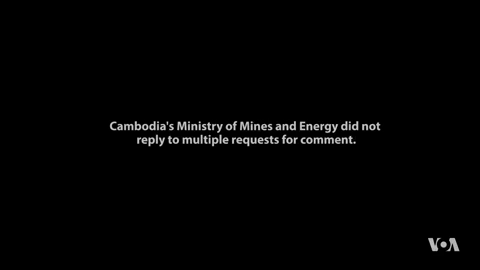 Cambodia's Ministry of Mines and Energy did not
reply to multiple requests for comment.
VOA